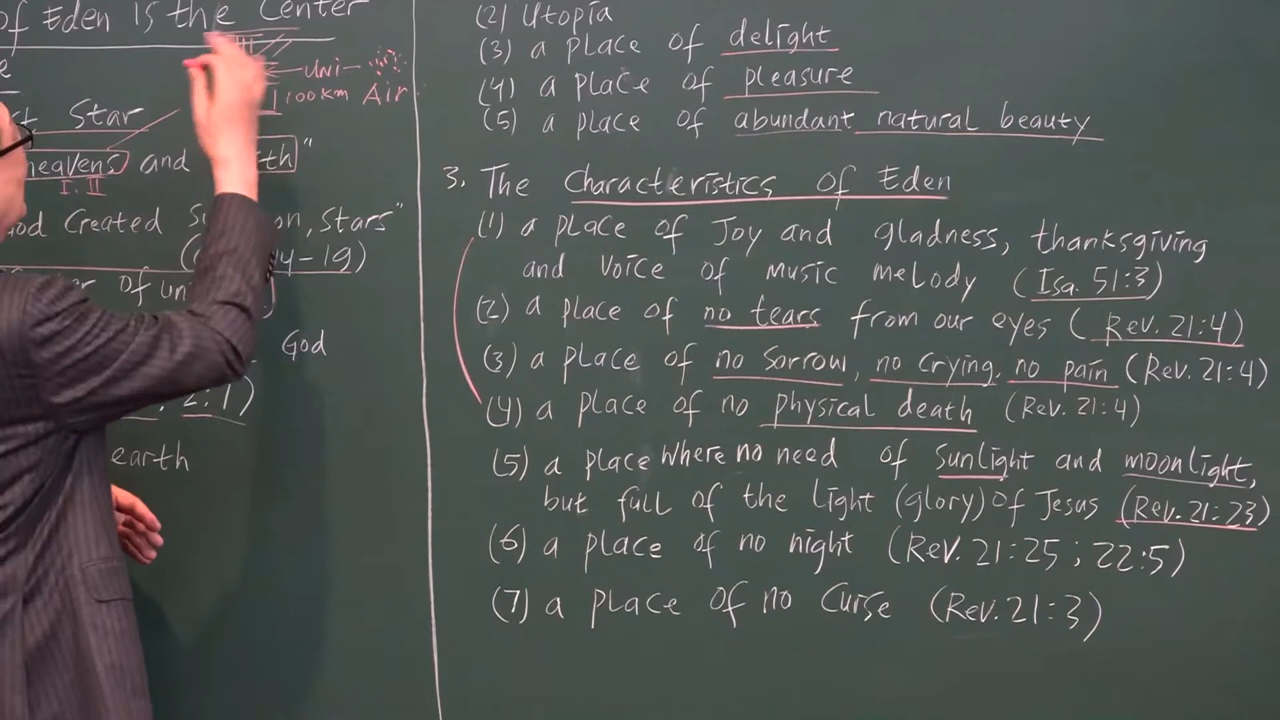 of Eden is the Center
Uni-
100km Air
st Star
heavens and th"
I. II
God Created S on, Stars"
4-19)
of uni
God
2:1)
earth
(2) Utopia
(3) a place of delight
(4) a place of pleasure
(5) a place of abundant natural beauty
3. The Characteristics of Eden
(1) a place of Joy and gladness, thanksgiving
and voice of music melody (Isa. 51:3)
(2) a place of no tears from our eyes (Rev. 21:4)
(3) a place of no sorrow, no crying, no pain (Rev. 21:4)
(4) a place of no physical death (Rev. 21:4)
(5) a place where no need of sunlight and moonlight,
but full of the light (glory) of Jesus (Rev. 21:23)
(6) a place of no night (Rev. 21:25 ; 22:5)
(7) a place of no Curse (Rev. 21:3)